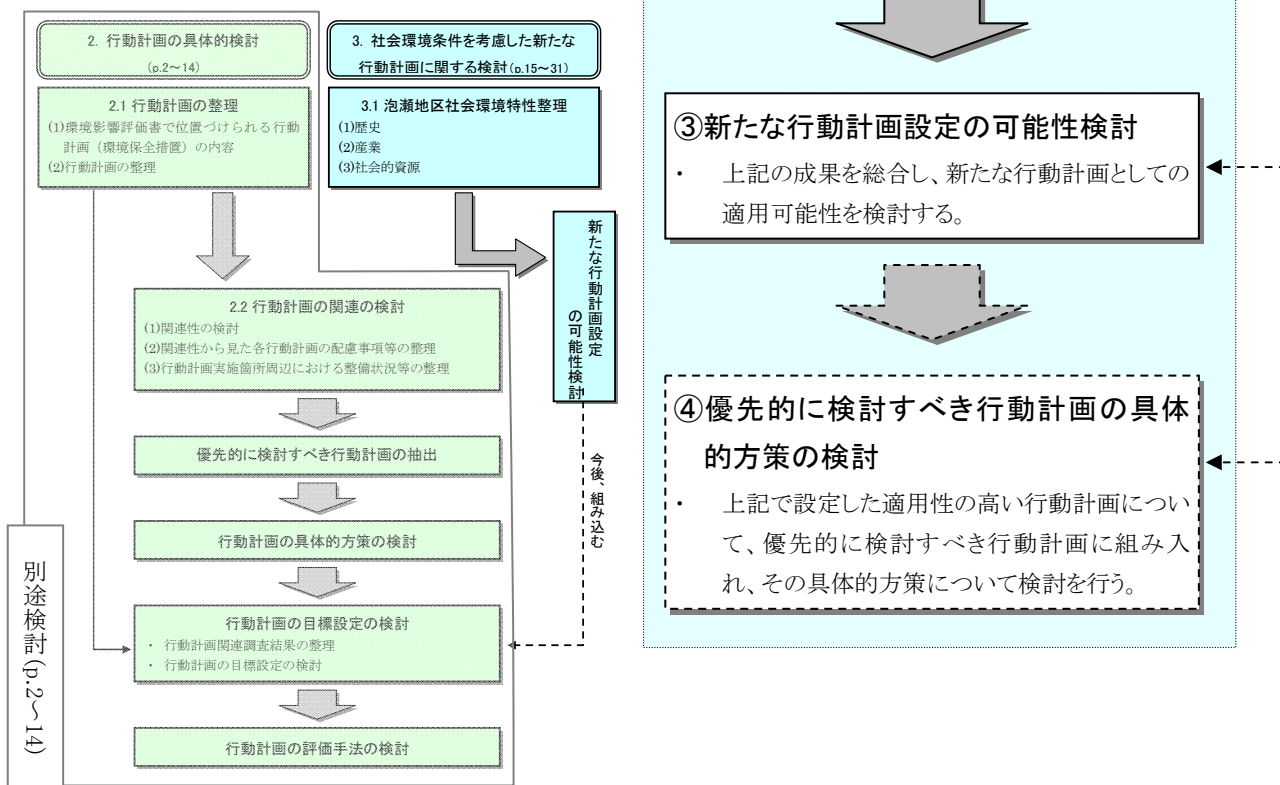 2. 行動計画の具体的検討
(p.2～14)
2.1 行動計画の整理
(1)環境影響評価書で位置づけられる行動
計画（環境保全措置）の内容
(2)行動計画の整理
3. 社会環境条件を考慮した新たな
行動計画に関する検討(p.15～31)
3.1 泡瀬地区社会環境特性整理
(1)歴史
(2)産業
(3)社会的資源
新たな行動計画設定
の可能性検討
2.2 行動計画の関連の検討
(1)関連性の検討
(2)関連性から見た各行動計画の配慮事項等の整理
(3)行動計画実施箇所周辺における整備状況等の整理
優先的に検討すべき行動計画の抽出
今後、組み込む
行動計画の具体的方策の検討
行動計画の目標設定の検討
・ 行動計画関連調査結果の整理
・ 行動計画の目標設定の検討
行動計画の評価手法の検討
別途検討(p.2～14)
③新たな行動計画設定の可能性検討
・ 上記の成果を総合し、新たな行動計画としての
適用可能性を検討する。
④優先的に検討すべき行動計画の具体
的方策の検討
・ 上記で設定した適用性の高い行動計画につい
て、優先的に検討すべき行動計画に組み入
れ、その具体的方策について検討を行う。